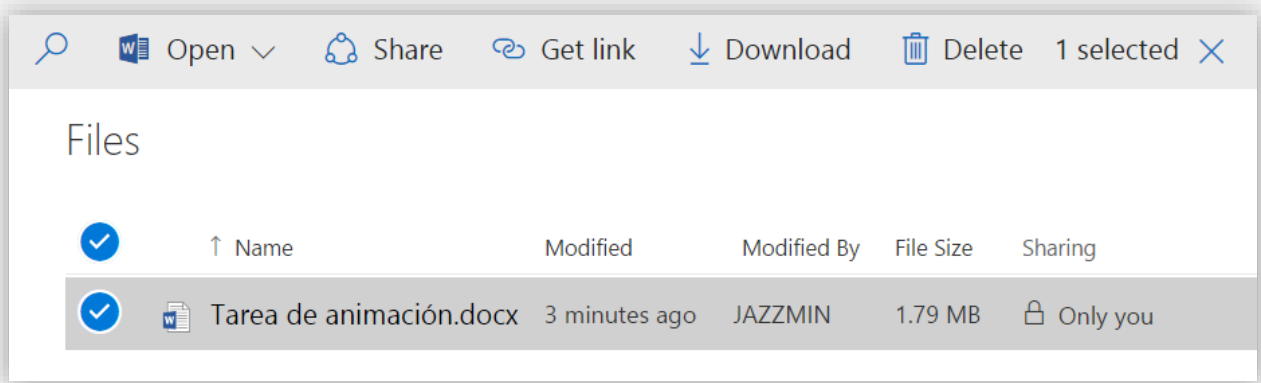 Open Share Get link Download Delete 1 selected
Files
↑ Name Modified Modified By File Size Sharing
Tarea de animación.docx 3 minutes ago JAZZMIN 1.79 MB Only you